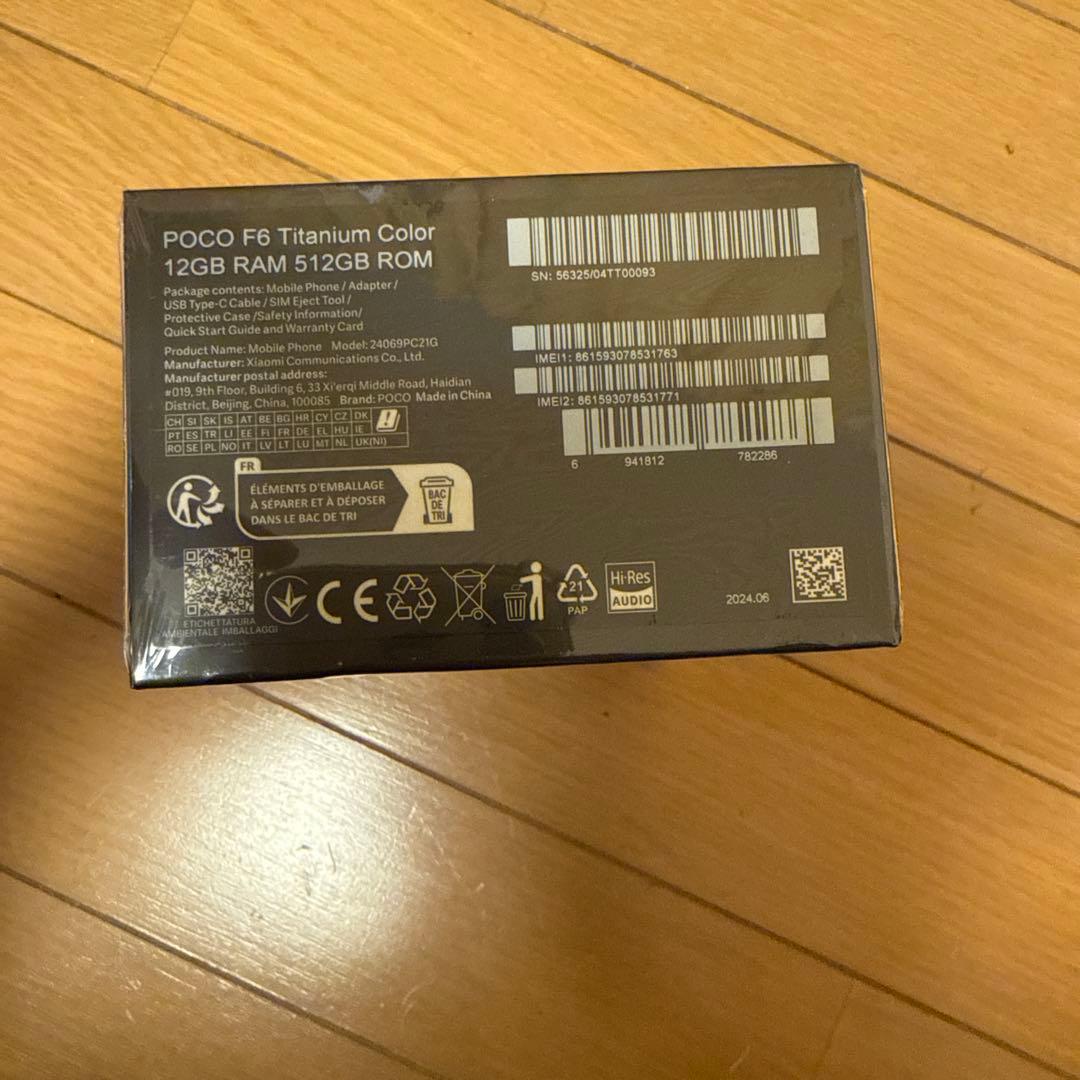 POCO F6 Titanium Color
12GB RAM 512GB ROM
Package contents: Mobile Phone / Adapter /
USB Type-C Cable / SIM Eject Tool /
Protective Case /Safety Information/
Quick Start Guide and Warranty Card
Product Name: Mobile Phone Model: 24069PC21G
Manufacturer: Xiaomi Communications Co., Ltd.
Manufacturer postal address:
#019, 9th Floor, Building 6, 33 Xi'erqi Middle Road, Haidian
District, Beijing, China, 100085 Brand: POCO Made in China
CH SI SK IS AT BE BG HR CY CZ DK
PT ES TR LI EE FI FR DE EL HU IE
RO SE PL NO IT LV LT LU MT NL UK(NI)
SN: 56325/04TT00093
IMEI1: 861593078531763
IMEI2: 861593078531771
6 941812 782286
FR
ÉLÉMENTS D'EMBALLAGE
À SÉPARER ET À DÉPOSER
DANS LE BAC DE TRI
BAC
DE
TRI
ETICHETTATURA
AMBIENTALE IMBALLAGGI
CE
21
PAP
Hi-Res
AUDIO
2024.06